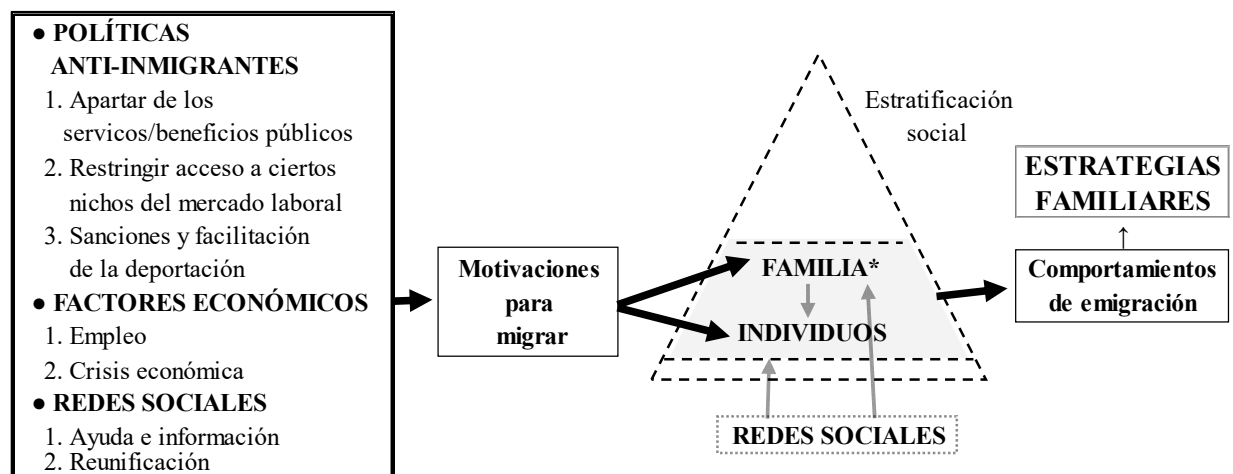 ● POLÍTICAS
ANTI-INMIGRANTES
1. Apartar de los
servicos/beneficios públicos
2. Restringir acceso a ciertos
nichos del mercado laboral
3. Sanciones y facilitación
de la deportación
● FACTORES ECONÓMICOS
1. Empleo
2. Crisis económica
● REDES SOCIALES
1. Ayuda e información
2. Reunificación
Motivaciones
para
migrar
Estratificación
social
FAMILIA*
INDIVIDUOS
REDES SOCIALES
ESTRATEGIAS
FAMILIARES
↑
Comportamientos
de emigración